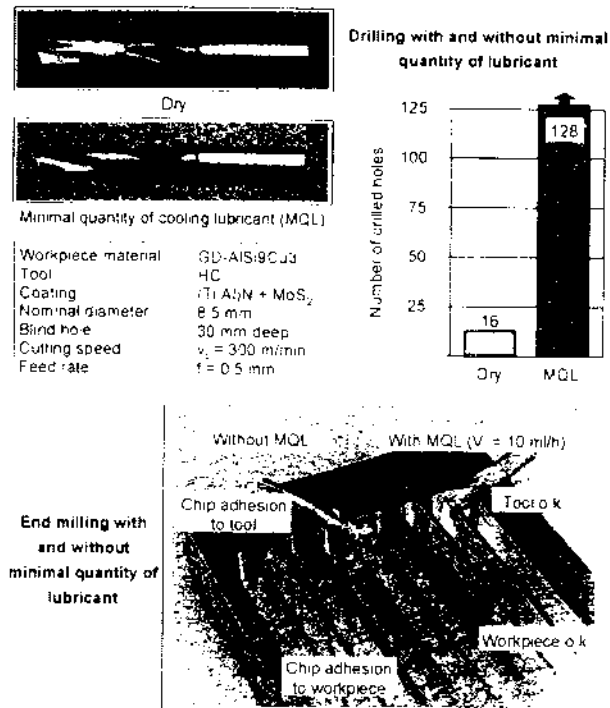 Drilling with and without minimal
quantity of lubricant
Dry
Minimal quantity of cooling lubricant (MQL)
Workpiece material GD-AlSi9Cu3
Tool HC
Coating (Ti,Al)N + MoS2
Nominal diameter 8.5 mm
Blind hole 30 mm deep
Cutting speed vc = 300 m/min
Feed rate f = 0.5 mm
Number of drilled holes
125
100
75
50
25
128
16
Dry
MQL
End milling with
and without
minimal quantity of
lubricant
Without MQL
With MQL (V = 10 ml/h)
Chip adhesion
to tool
Tool o k
Workpiece o k
Chip adhesion
to workpiece